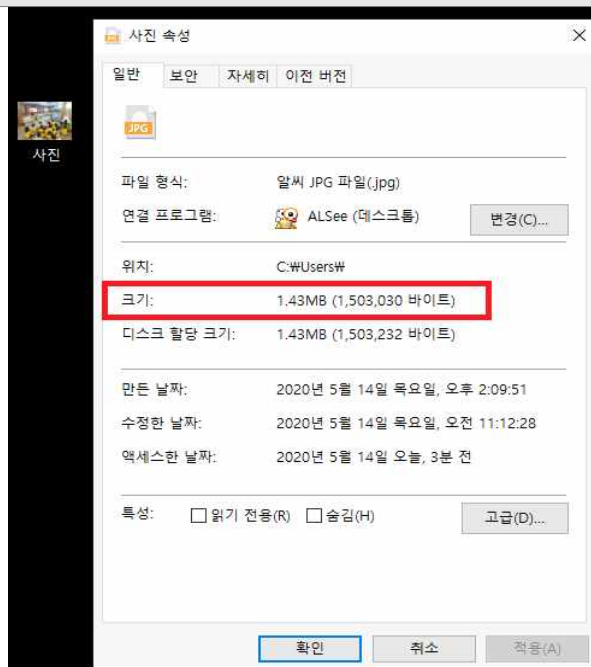 사진 속성
일반 보안 자세히 이전 버전
JPG
사진
파일 형식: 알씨 JPG 파일(.jpg)
연결 프로그램: ALSee (데스크톱) 변경(C)...
위치: C:₩Users₩
크기: 1.43MB (1,503,030 바이트)
디스크 할당 크기: 1.43MB (1,503,232 바이트)
만든 날짜: 2020년 5월 14일 목요일, 오후 2:09:51
수정한 날짜: 2020년 5월 14일 목요일, 오전 11:12:28
액세스한 날짜: 2020년 5월 14일 오늘, 3분 전
특성: 읽기 전용(R) 숨김(H) 고급(D)...
확인 취소 적용(A)